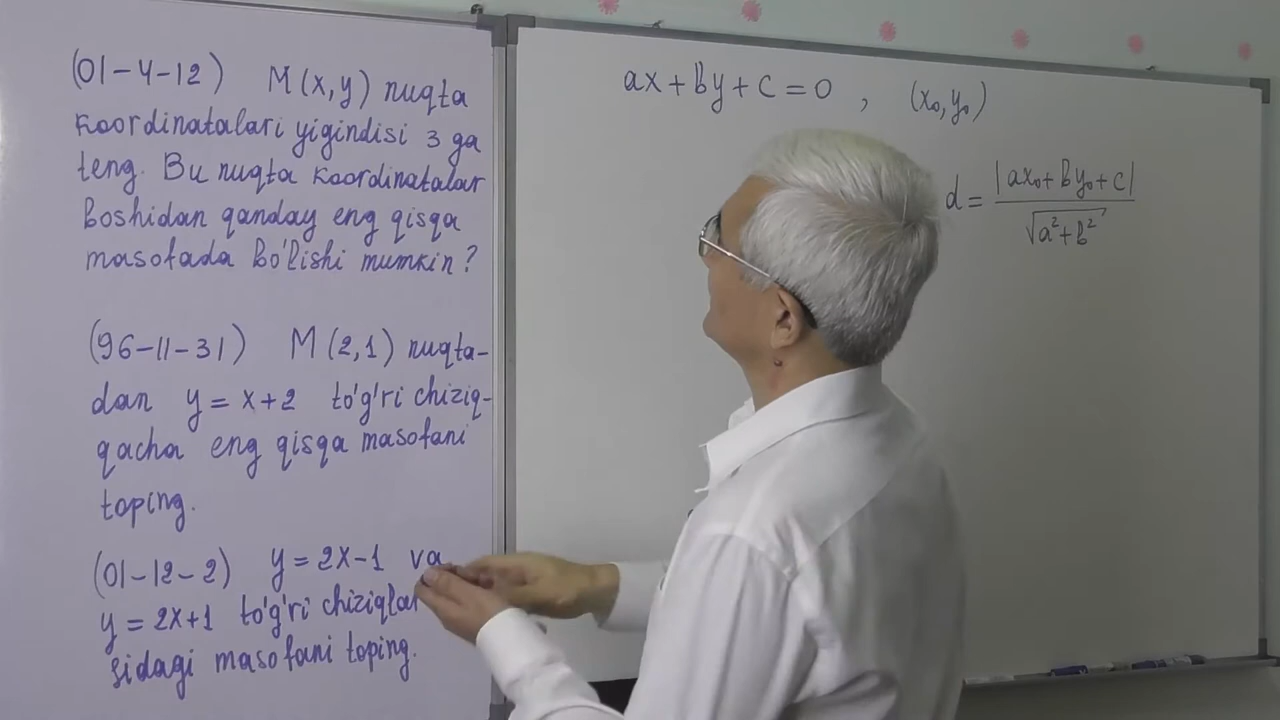 (01-4-12) M(x,y) nuqta
koordinatalari yigindisi 3 ga
teng. Bu nuqta koordinatalar
boshidan qanday eng qisqa
masofada bo'lishi mumkin?
(96-11-31) M(2,1) nuqta-
dan y = x+2 to'g'ri chiziq-
qacha eng qisqa masofani
toping.
(01-12-2) y = 2x-1 va
y = 2x+1 to'g'ri chiziqlar
sidagi masofani toping.
ax + by + c = 0 , (x₀, y₀)
d = |ax₀ + by₀ + c| / √(a² + b²)